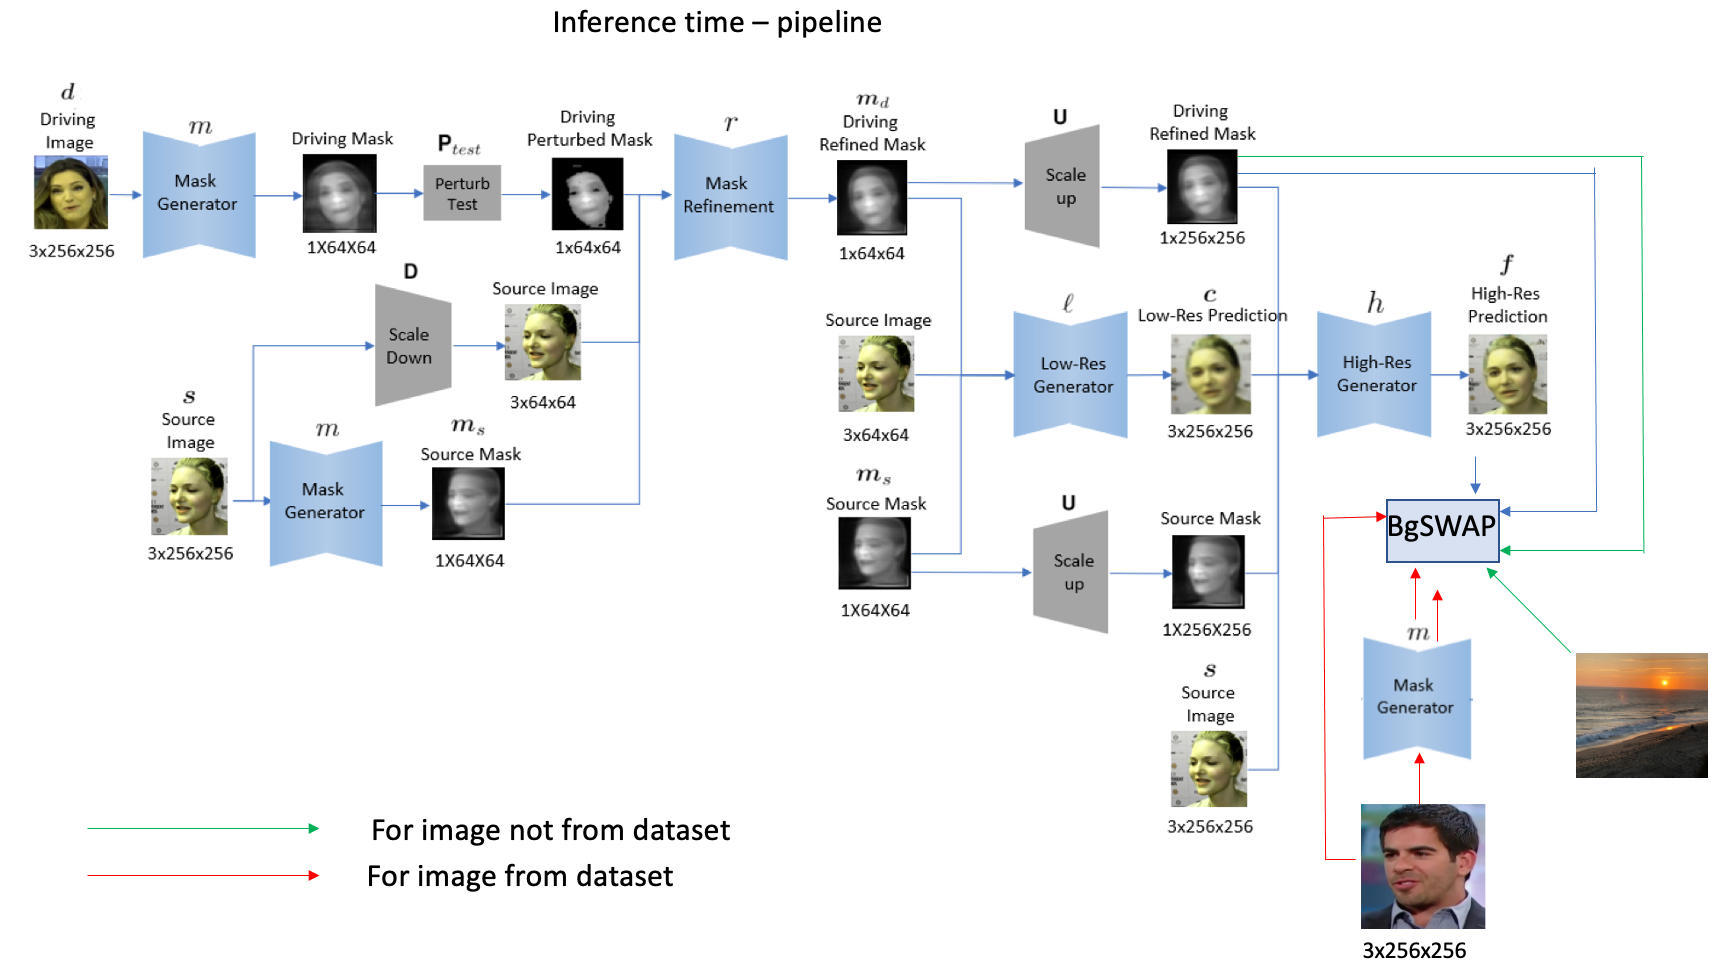 Inference time – pipeline
d
Driving
Image
3x256x256
m
Mask
Generator
Driving Mask
1X64X64
P_test
Perturb
Test
Driving
Perturbed Mask
1x64x64
r
Mask
Refinement
m_d
Driving
Refined Mask
1x64x64
U
Scale
up
Driving
Refined Mask
1x256x256
D
Scale
Down
Source Image
3x64x64
s
Source
Image
3x256x256
m
Mask
Generator
m_s
Source Mask
1X64X64
Source Image
3x64x64
ℓ
Low-Res
Generator
c
Low-Res Prediction
3x256x256
h
High-Res
Generator
f
High-Res
Prediction
3x256x256
m_s
Source Mask
1X64X64
U
Scale
up
Source Mask
1X256X256
s
Source
Image
3x256x256
BgSWAP
m
Mask
Generator
3x256x256
For image not from dataset
For image from dataset